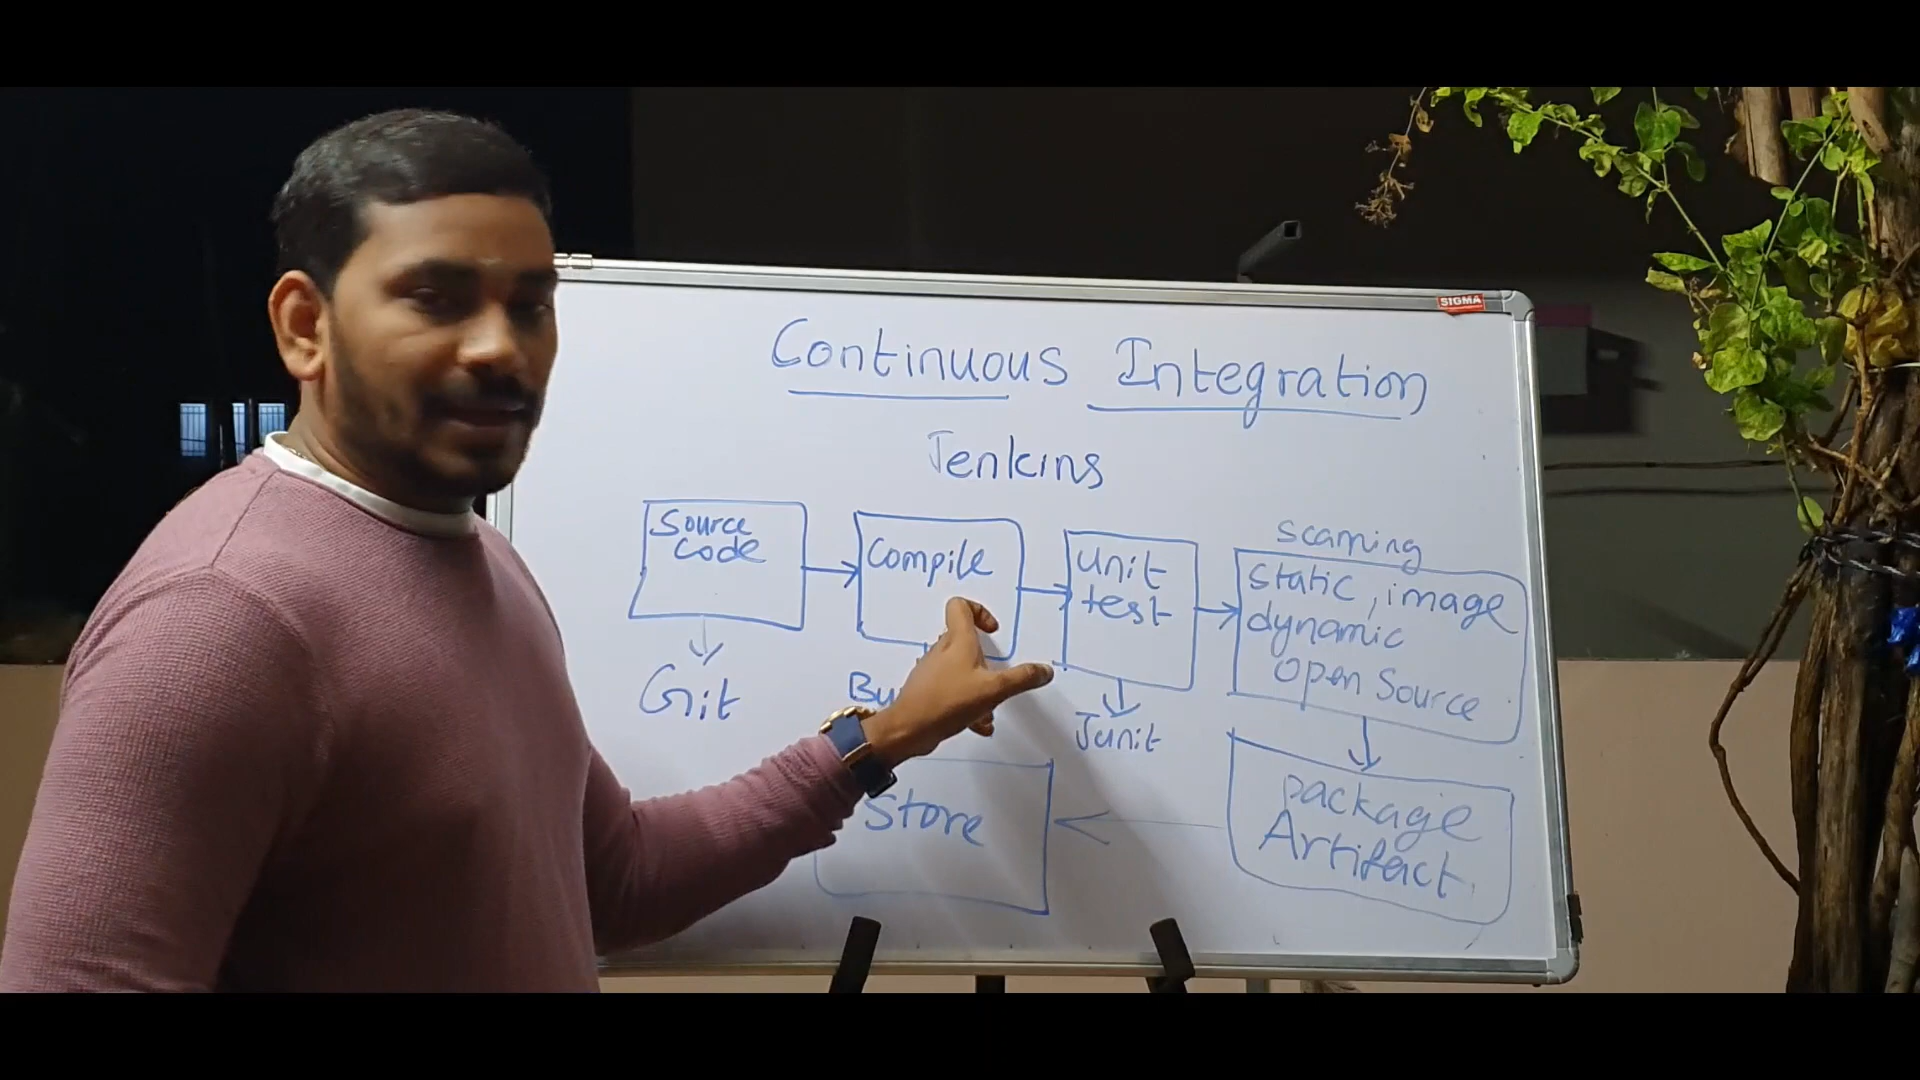 SIGMA
Continuous Integration
Jenkins
Source
code
Git
Compile
Unit
test
Junit
scanning
static, image
dynamic
Open Source
package
Artifact
Store